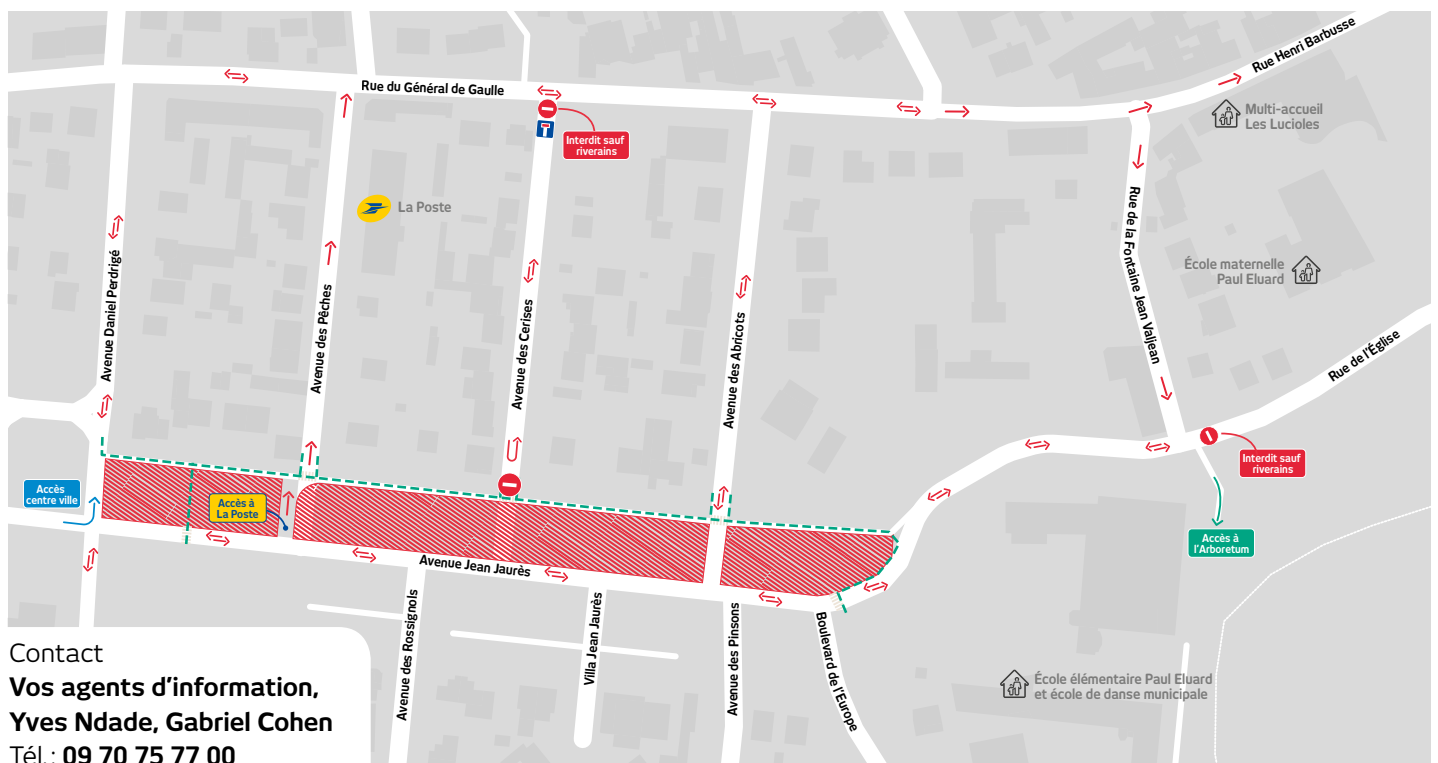 Rue Henri Barbusse
Rue du Général de Gaulle
Multi-accueil
Les Lucioles
Interdit sauf
riverains
La Poste
Rue de la Fontaine Jean Valjean
École maternelle
Paul Eluard
Avenue Daniel Perdrigé
Avenue des Pêches
Avenue des Cerises
Avenue des Abricots
Rue de l'Église
Interdit sauf
riverains
Accès
centre ville
Accès à
La Poste
Accès à
l'Arboretum
Avenue Jean Jaurès
Avenue des Rossignols
Villa Jean Jaurès
Avenue des Pinsons
Boulevard de l'Europe
École élémentaire Paul Eluard
et école de danse municipale
Contact
Vos agents d'information,
Yves Ndade, Gabriel Cohen
Tél.: 09 70 75 77 00